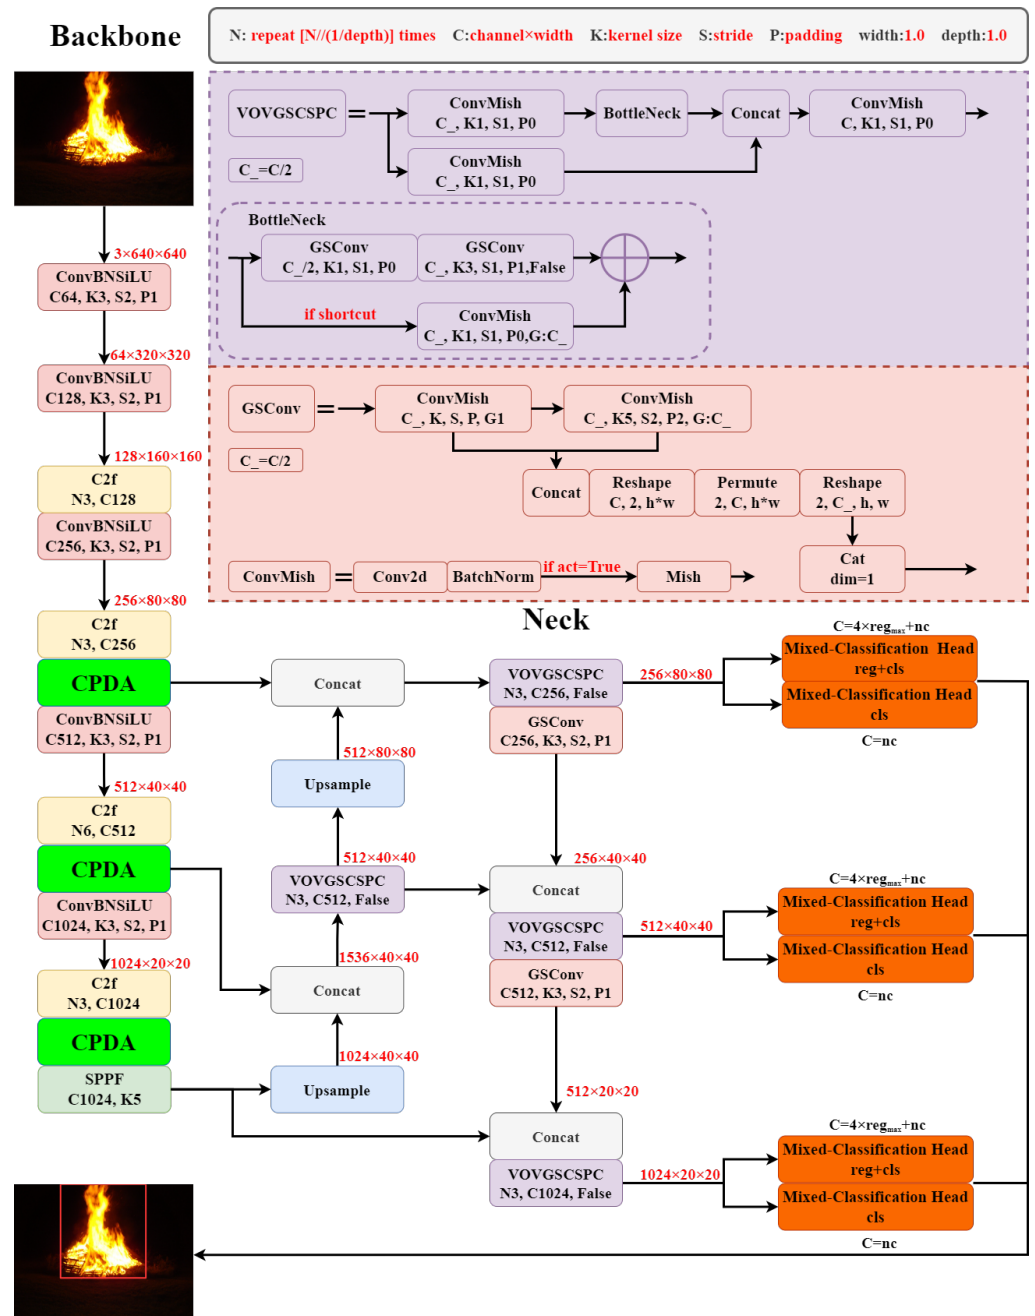 Backbone
N: repeat [N//(1/depth)] times C:channel×width K:kernel size S:stride P:padding width:1.0 depth:1.0
VOVGSCSPC
=
ConvMish
C_, K1, S1, P0
BottleNeck
Concat
ConvMish
C, K1, S1, P0
C_=C/2
ConvMish
C_, K1, S1, P0
BottleNeck
GSConv
C_/2, K1, S1, P0
GSConv
C_, K3, S1, P1,False
if shortcut
ConvMish
C_, K1, S1, P0,G:C_
GSConv
=
ConvMish
C_, K, S, P, G1
ConvMish
C_, K5, S2, P2, G:C_
C_=C/2
Concat
Reshape
C, 2, h*w
Permute
2, C, h*w
Reshape
2, C_, h, w
ConvMish
=
Conv2d
BatchNorm
if act=True
Mish
Cat
dim=1
3×640×640
ConvBNSiLU
C64, K3, S2, P1
64×320×320
ConvBNSiLU
C128, K3, S2, P1
128×160×160
C2f
N3, C128
ConvBNSiLU
C256, K3, S2, P1
256×80×80
C2f
N3, C256
CPDA
ConvBNSiLU
C512, K3, S2, P1
512×40×40
C2f
N6, C512
CPDA
ConvBNSiLU
C1024, K3, S2, P1
1024×20×20
C2f
N3, C1024
CPDA
SPPF
C1024, K5
Neck
Concat
512×80×80
Upsample
512×40×40
VOVGSCSPC
N3, C512, False
1536×40×40
Concat
1024×40×40
Upsample
VOVGSCSPC
N3, C256, False
GSConv
C256, K3, S2, P1
256×40×40
Concat
VOVGSCSPC
N3, C512, False
GSConv
C512, K3, S2, P1
512×20×20
Concat
VOVGSCSPC
N3, C1024, False
256×80×80
C=4×regmax+nc
Mixed-Classification Head
reg+cls
Mixed-Classification Head
cls
C=nc
512×40×40
C=4×regmax+nc
Mixed-Classification Head
reg+cls
Mixed-Classification Head
cls
C=nc
1024×20×20
C=4×regmax+nc
Mixed-Classification Head
reg+cls
Mixed-Classification Head
cls
C=nc